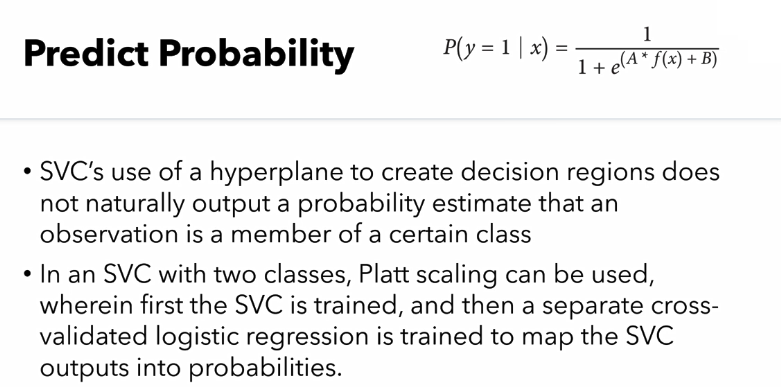 Predict Probability
P(y = 1 | x) = 1 / 1 + e^(A * f(x) + B)
• SVC's use of a hyperplane to create decision regions does
not naturally output a probability estimate that an
observation is a member of a certain class
• In an SVC with two classes, Platt scaling can be used,
wherein first the SVC is trained, and then a separate cross-
validated logistic regression is trained to map the SVC
outputs into probabilities.